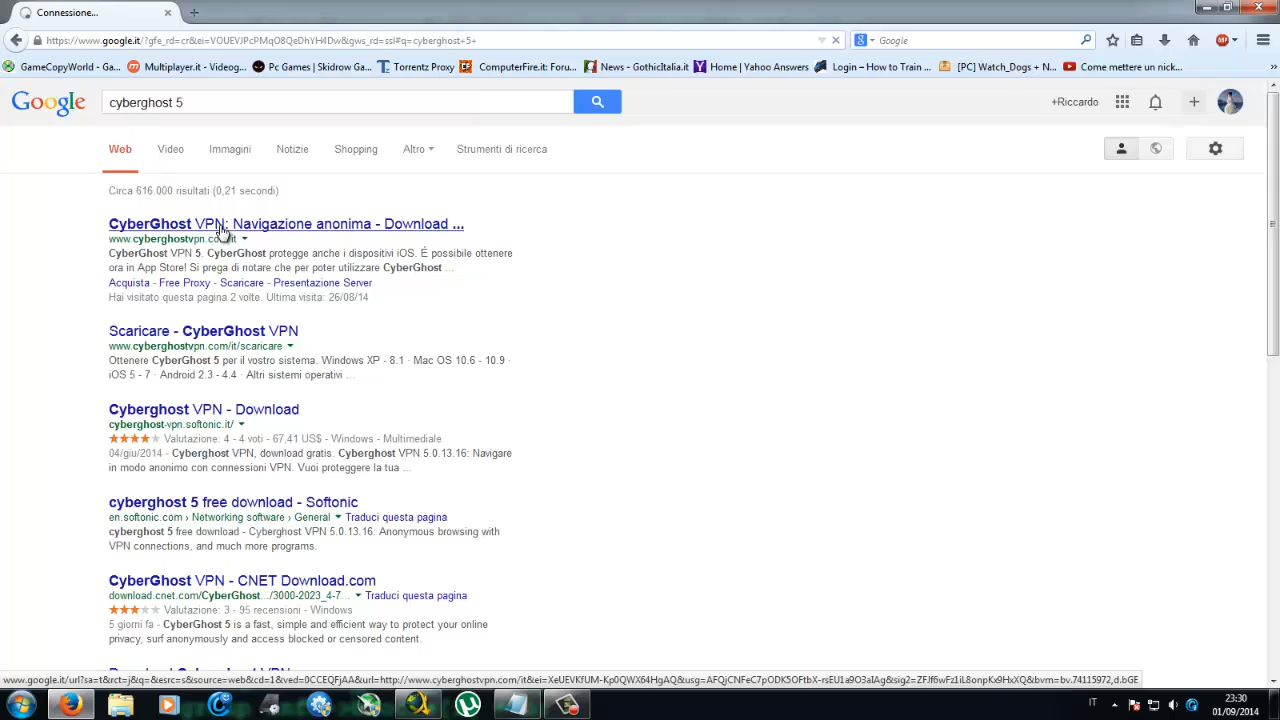 Connessione...
https://www.google.it/?gfe_rd=cr&ei=VOUEVJPcPMqO8QeDhYH4Dw&gws_rd=ssl#q=cyberghost+5+
Google
GameCopyWorld - Ga...
Multiplayer.it - Videog...
Pc Games | Skidrow Ga...
Torrentz Proxy
ComputerFire.it: Foru...
News - GothicItalia.it
Home | Yahoo Answers
Login – How to Train ...
[PC] Watch_Dogs + N...
Come mettere un nick...
Google
cyberghost 5
+Riccardo
Web
Video
Immagini
Notizie
Shopping
Altro
Strumenti di ricerca
Circa 616.000 risultati (0,21 secondi)
CyberGhost VPN: Navigazione anonima - Download ...
www.cyberghostvpn.com/it
CyberGhost VPN 5. CyberGhost protegge anche i dispositivi iOS. É possibile ottenere
ora in App Store! Si prega di notare che per poter utilizzare CyberGhost ...
Acquista - Free Proxy - Scaricare - Presentazione Server
Hai visitato questa pagina 2 volte. Ultima visita: 26/08/14
Scaricare - CyberGhost VPN
www.cyberghostvpn.com/it/scaricare
Ottenere CyberGhost 5 per il vostro sistema. Windows XP - 8.1 · Mac OS 10.6 - 10.9 ·
iOS 5 - 7 · Android 2.3 - 4.4 · Altri sistemi operativi ...
Cyberghost VPN - Download
cyberghost-vpn.softonic.it/
Valutazione: 4 - 4 voti - 67,41 US$ - Windows - Multimediale
04/giu/2014 - Cyberghost VPN, download gratis. Cyberghost VPN 5.0.13.16: Navigare
in modo anonimo con connessioni VPN. Vuoi proteggere la tua ...
cyberghost 5 free download - Softonic
en.softonic.com › Networking software › General
Traduci questa pagina
cyberghost 5 free download - Cyberghost VPN 5.0.13.16: Anonymous browsing with
VPN connections, and much more programs.
CyberGhost VPN - CNET Download.com
download.cnet.com/CyberGhost.../3000-2023_4-7...
Traduci questa pagina
Valutazione: 3 - 95 recensioni - Windows
5 giorni fa - CyberGhost 5 is a fast, simple and efficient way to protect your online
privacy, surf anonymously and access blocked or censored content.
IT
23:30
01/09/2014